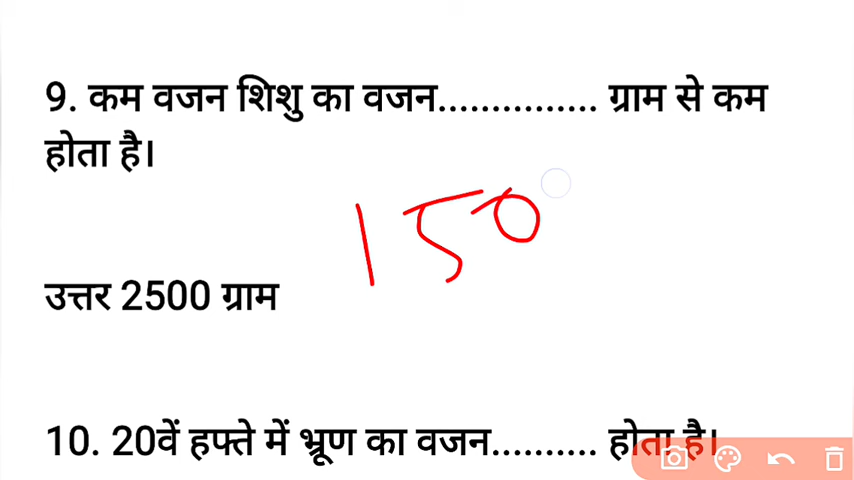 9. कम वजन शिशु का वजन............... ग्राम से कम
होता है।
150
उत्तर 2500 ग्राम
10. 20वें हफ्ते में भ्रूण का वजन.......... होता है।